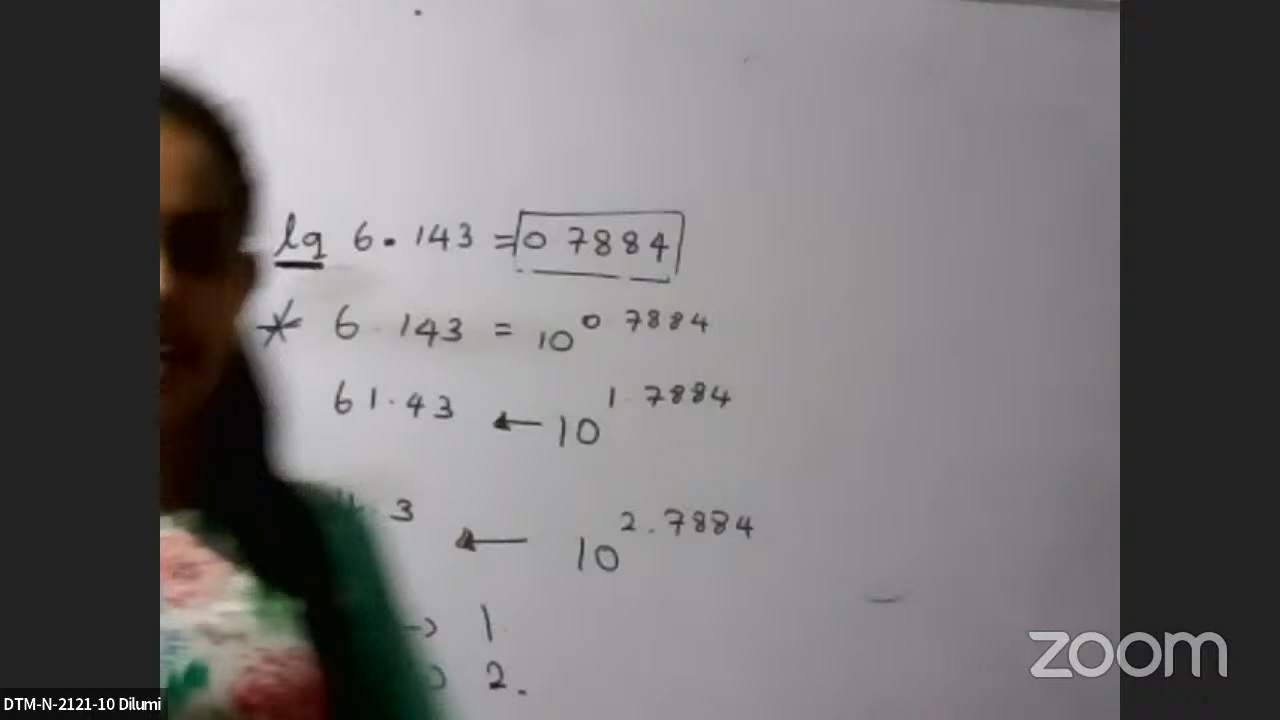 lg 6.143 = 0 7884
* 6.143 = 10^0 7884
61.43 ← 10^1.7884
3 ← 10^2.7884
→ 1
2.
zoom
DTM-N-2121-10 Dilumi